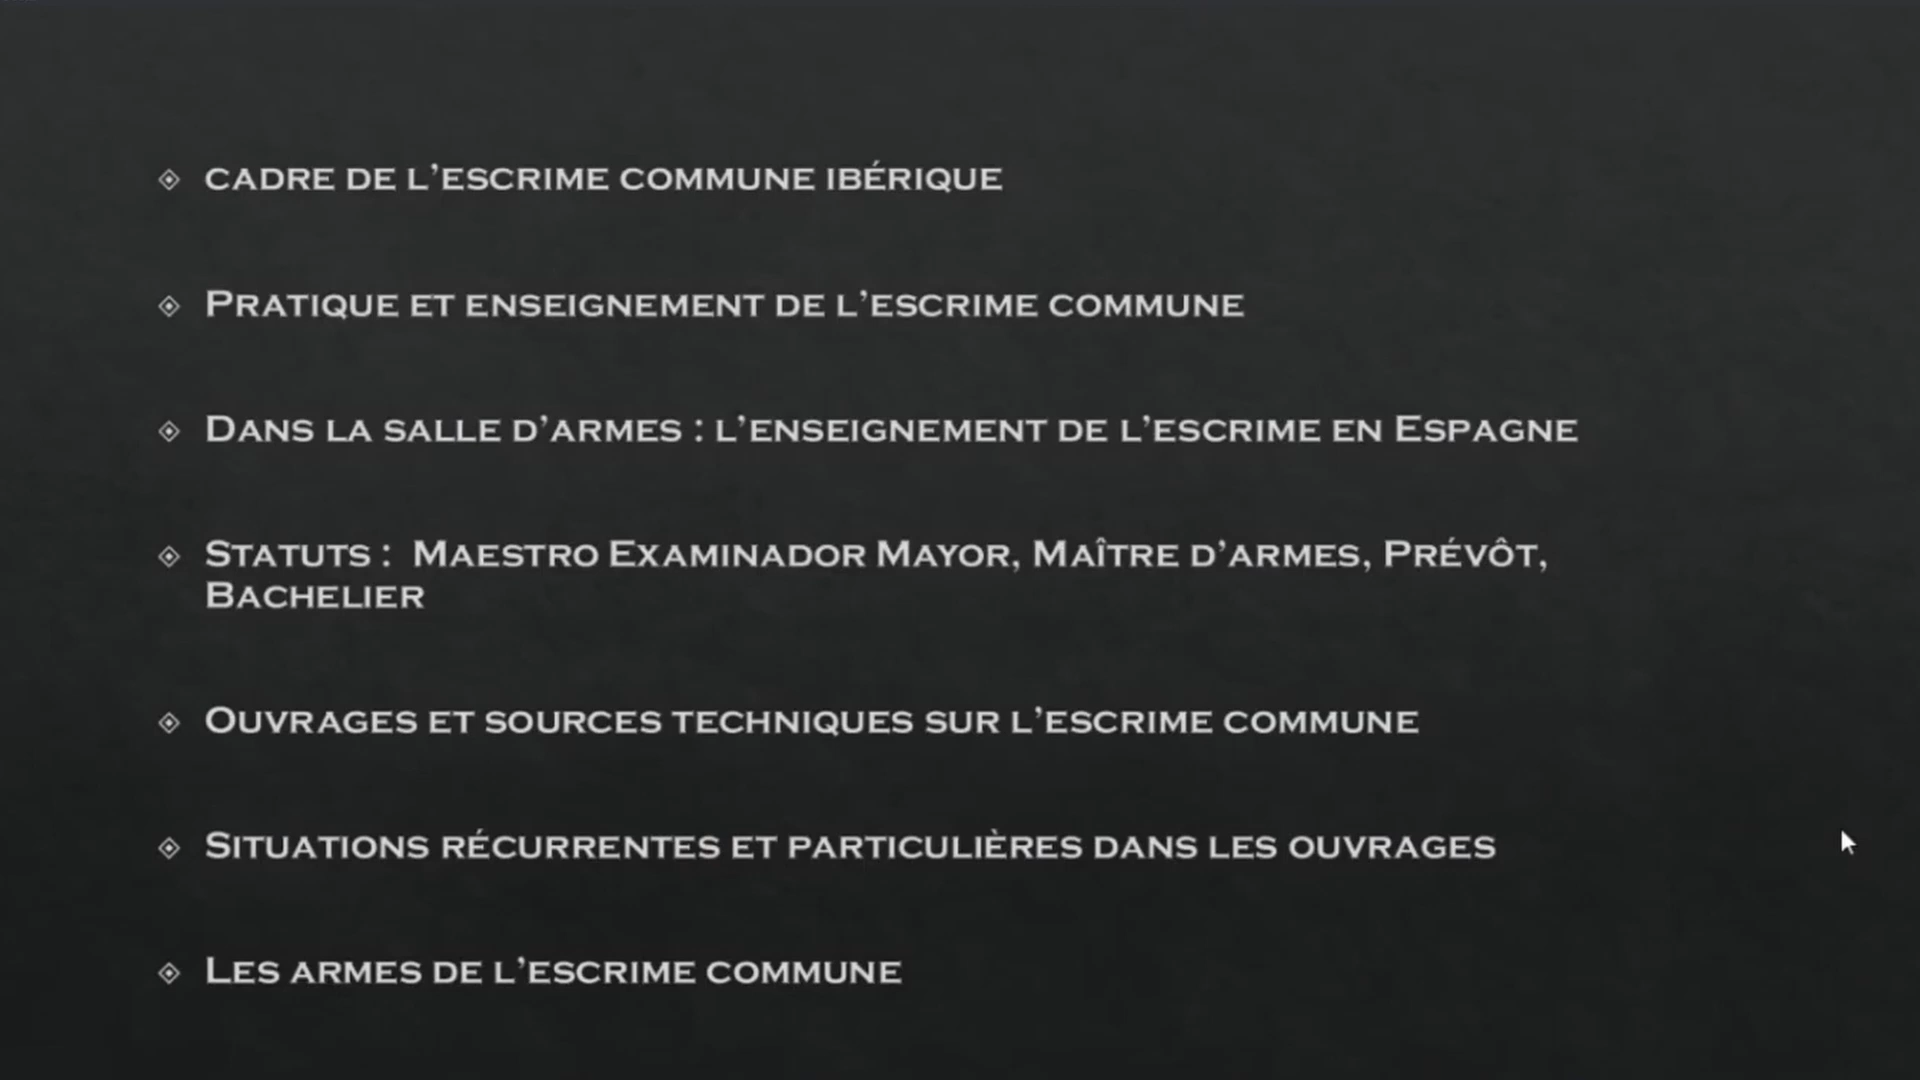 cadre de l’escrime commune ibérique
Pratique et enseignement de l’escrime commune
Dans la salle d’armes : l’enseignement de l’escrime en Espagne
Statuts : Maestro Examinador Mayor, Maître d’armes, Prévôt,
Bachelier
Ouvrages et sources techniques sur l’escrime commune
Situations récurrentes et particulières dans les ouvrages
Les armes de l’escrime commune